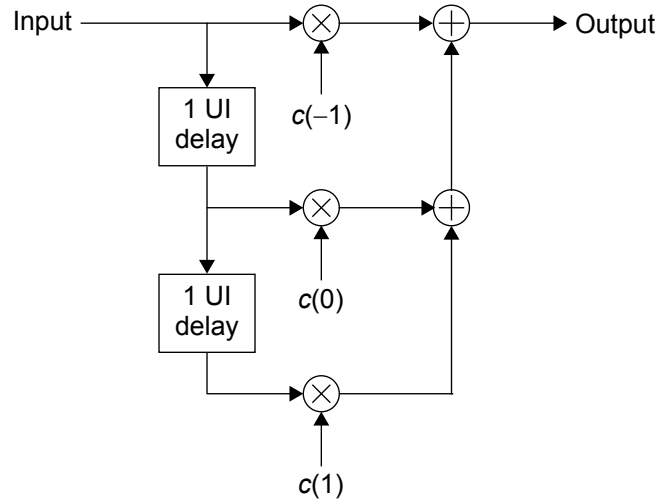 Input
Output
1 UI
delay
c(−1)
1 UI
delay
c(0)
c(1)